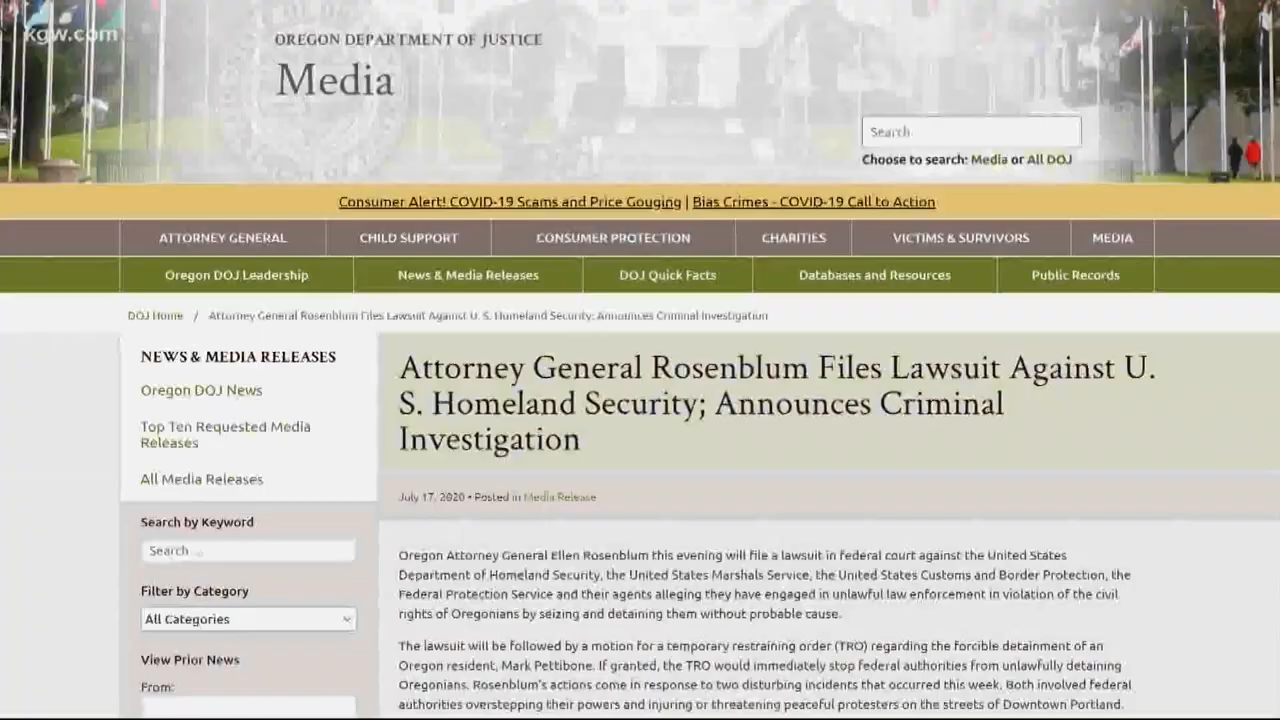 kgw.com
OREGON DEPARTMENT OF JUSTICE
Media
Search
Choose to search: Media or All DOJ
Consumer Alert! COVID-19 Scams and Price Gouging | Bias Crimes - COVID-19 Call to Action
ATTORNEY GENERAL CHILD SUPPORT CONSUMER PROTECTION CHARITIES VICTIMS & SURVIVORS MEDIA
Oregon DOJ Leadership News & Media Releases DOJ Quick Facts Databases and Resources Public Records
DOJ Home / Attorney General Rosenblum Files Lawsuit Against U. S. Homeland Security; Announces Criminal Investigation
NEWS & MEDIA RELEASES
Oregon DOJ News
Top Ten Requested Media
Releases
All Media Releases
Search by Keyword
Search ...
Filter by Category
All Categories
View Prior News
From:
Attorney General Rosenblum Files Lawsuit Against U.
S. Homeland Security; Announces Criminal
Investigation
July 17, 2020 • Posted in Media Release
Oregon Attorney General Ellen Rosenblum this evening will file a lawsuit in federal court against the United States
Department of Homeland Security, the United States Marshals Service, the United States Customs and Border Protection, the
Federal Protection Service and their agents alleging they have engaged in unlawful law enforcement in violation of the civil
rights of Oregonians by seizing and detaining them without probable cause.
The lawsuit will be followed by a motion for a temporary restraining order (TRO) regarding the forcible detainment of an
Oregon resident, Mark Pettibone. If granted, the TRO would immediately stop federal authorities from unlawfully detaining
Oregonians. Rosenblum's actions come in response to two disturbing incidents that occurred this week. Both involved federal
authorities overstepping their powers and injuring or threatening peaceful protesters on the streets of Downtown Portland.